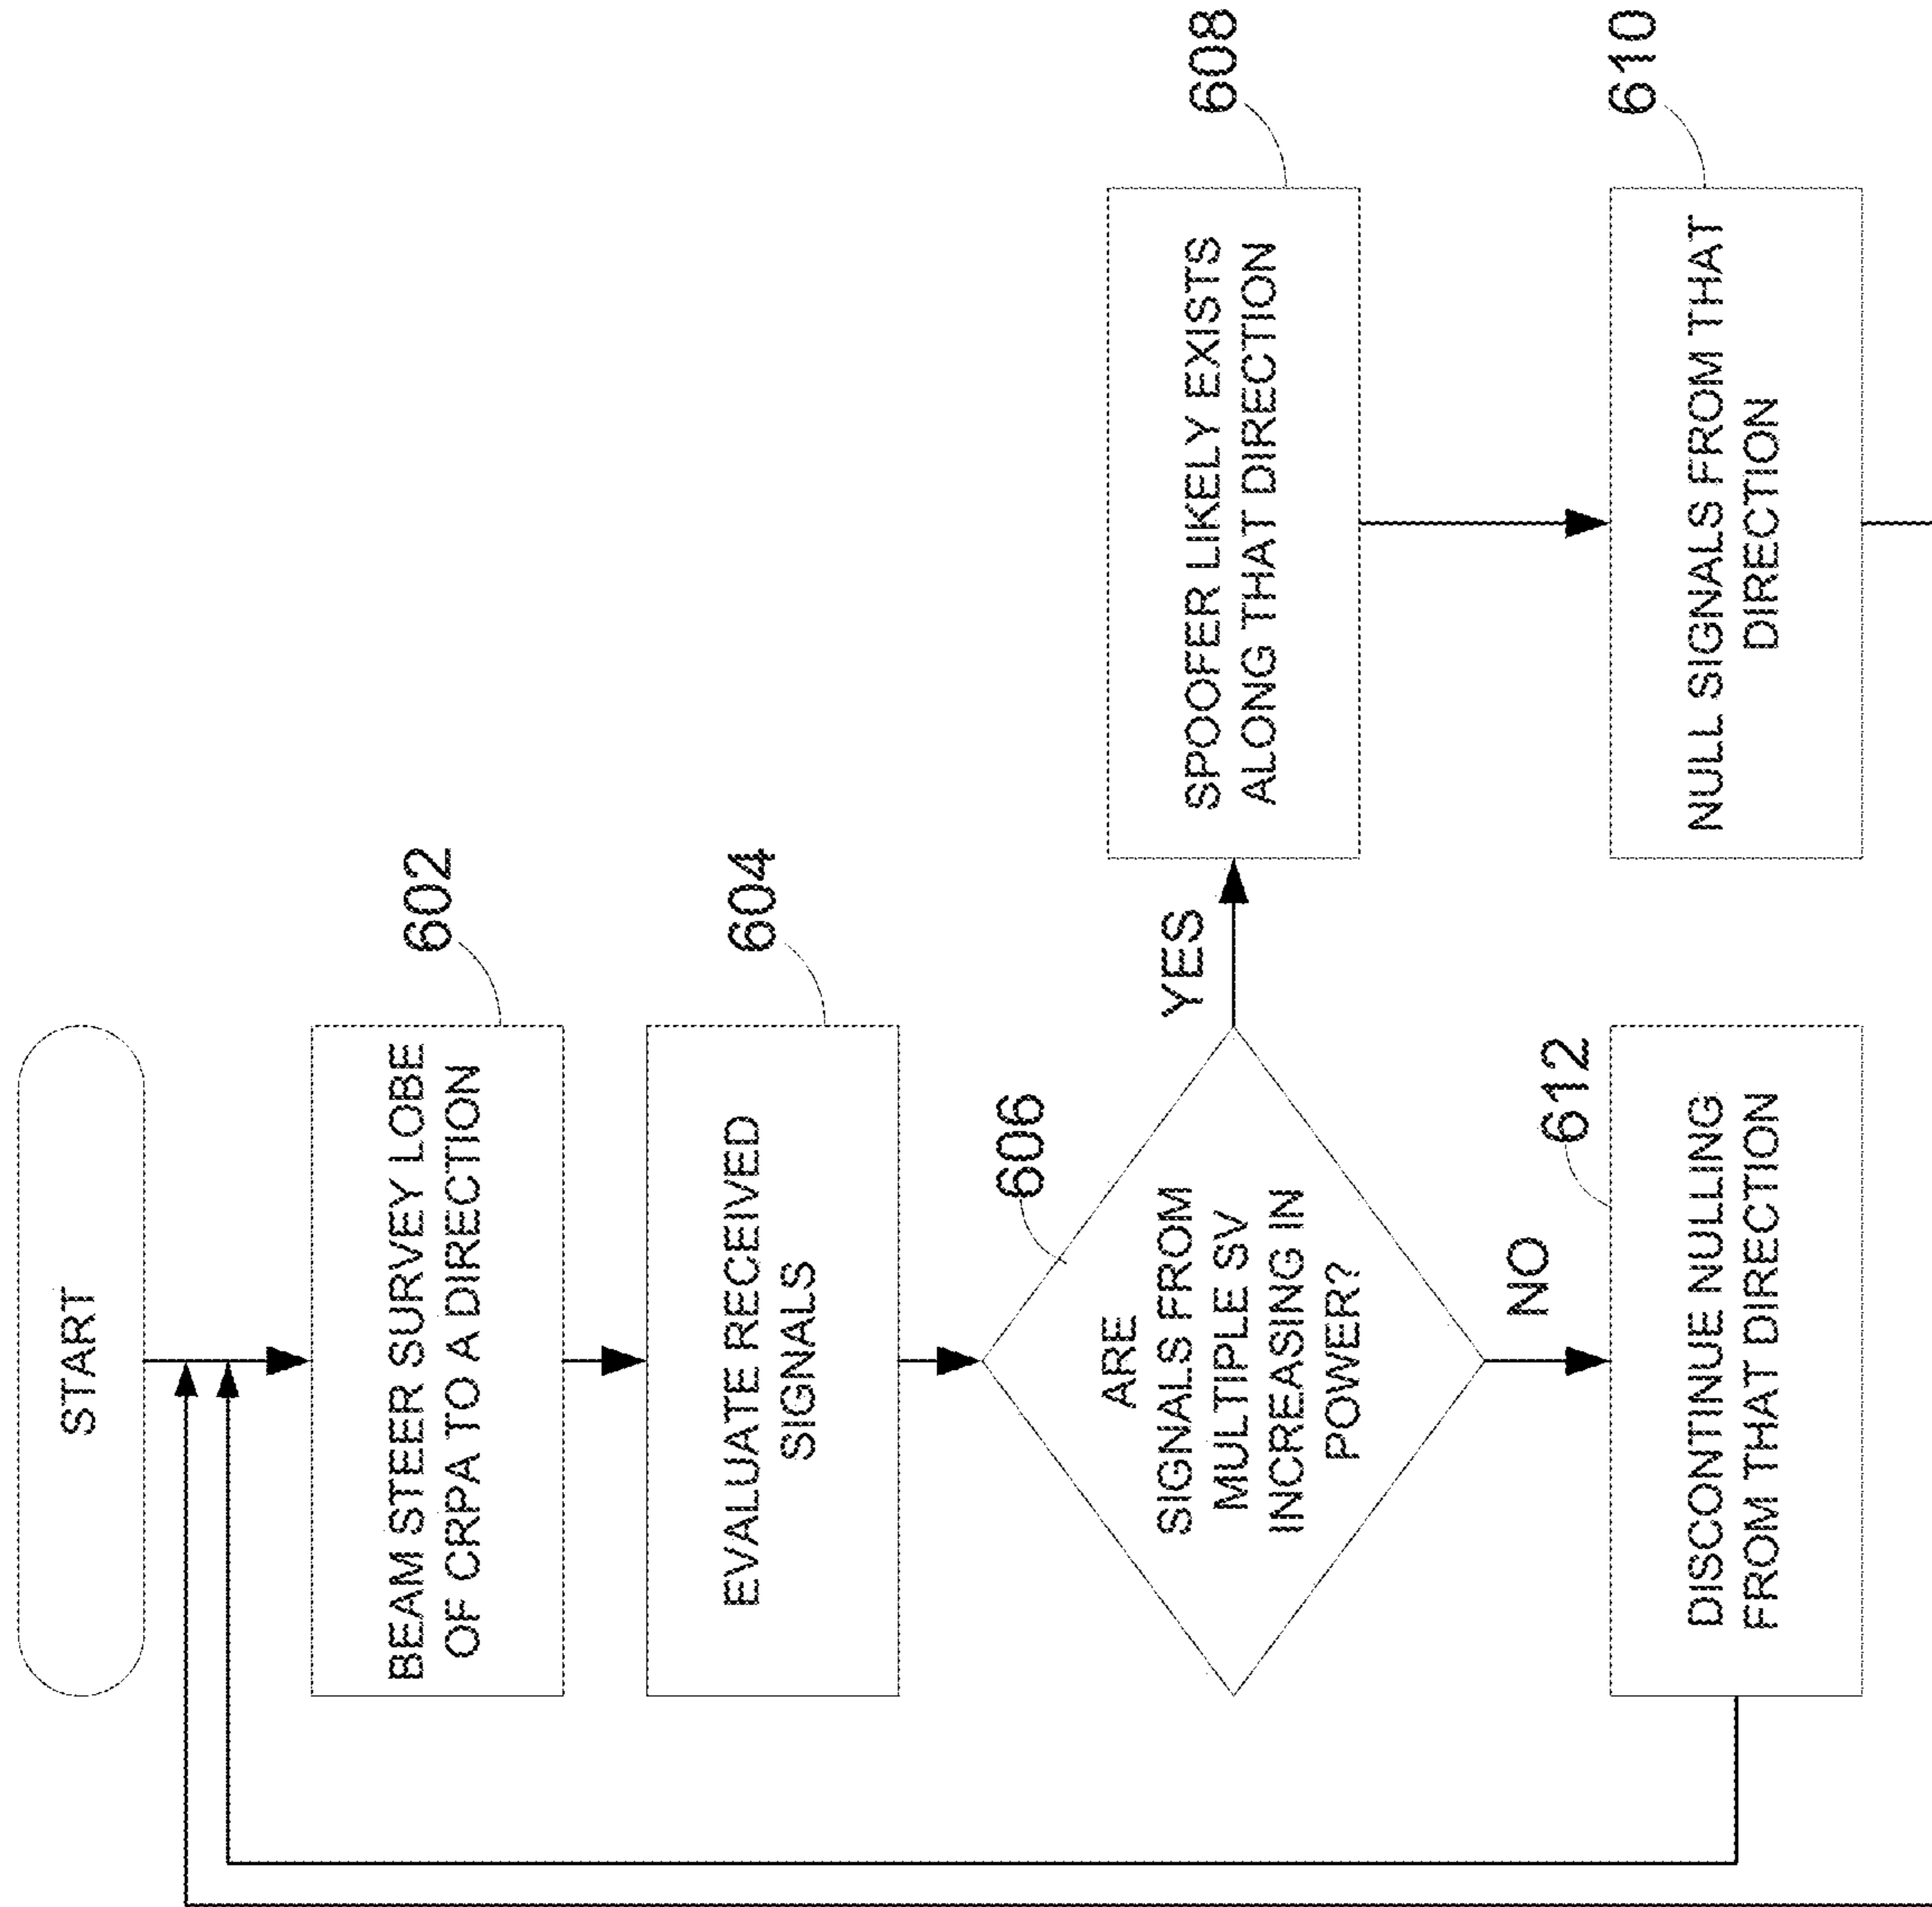 START
BEAM STEER SURVEY LOBE
OF CRPA TO A DIRECTION
602
EVALUATE RECEIVED
SIGNALS
604
606
ARE
SIGNALS FROM
MULTIPLE SV
INCREASING IN
POWER?
YES
SPOOFER LIKELY EXISTS
ALONG THAT DIRECTION
608
NO
612
DISCONTINUE NULLING
FROM THAT DIRECTION
NULL SIGNALS FROM THAT
DIRECTION
610